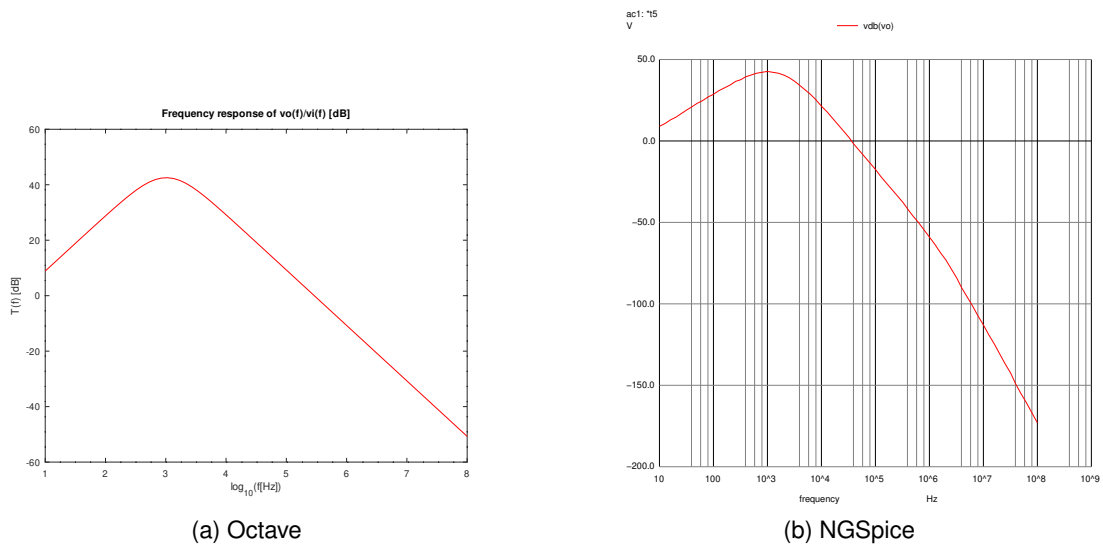 Frequency response of vo(f)/vi(f) [dB]
60
40
20
0
-20
-40
-60
T(f) [dB]
1 2 3 4 5 6 7 8
log10(f[Hz])
(a) Octave
ac1: *t5
V
vdb(vo)
50.0
0.0
-50.0
-100.0
-150.0
-200.0
10 100 10^3 10^4 10^5 10^6 10^7 10^8 10^9
frequency Hz
(b) NGSpice